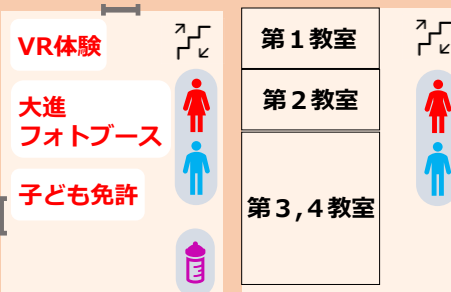 VR体験
大進
フォトブース
子ども免許
第1教室
第2教室
第3,4教室